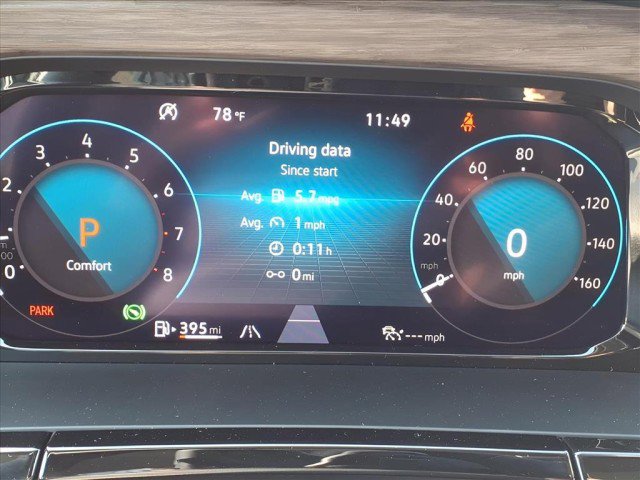 78°F
11:49
Driving data
Since start
Avg. 5.7 mpg
Avg. 1 mph
0:11 h
0 mi
2 3 4 5 6 7 8
0
00
P
Comfort
PARK
395 mi
0 20 40 60 80 100 120 140 160
mph
0
mph
--- mph